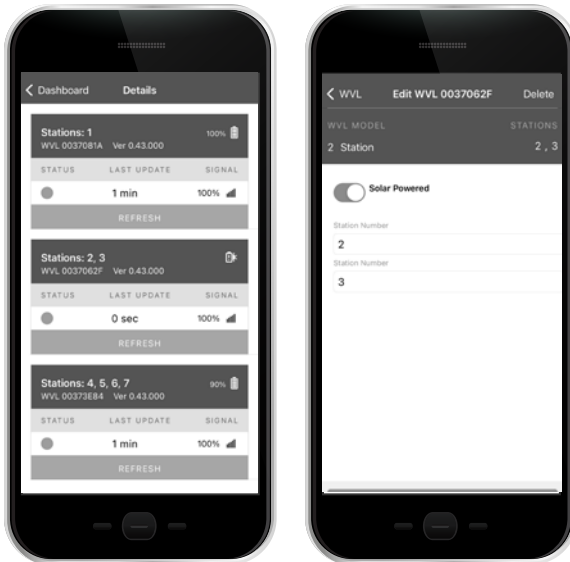 Dashboard Details
Stations: 1 100%
WVL 0037081A Ver 0.43.000
STATUS LAST UPDATE SIGNAL
1 min 100%
REFRESH
Stations: 2, 3
WVL 0037062F Ver 0.43.000
STATUS LAST UPDATE SIGNAL
0 sec 100%
REFRESH
Stations: 4, 5, 6, 7 90%
WVL 00373E84 Ver 0.43.000
STATUS LAST UPDATE SIGNAL
1 min 100%
REFRESH
WVL Edit WVL 0037062F Delete
WVL MODEL STATIONS
2 Station 2 , 3
Solar Powered
Station Number
2
Station Number
3